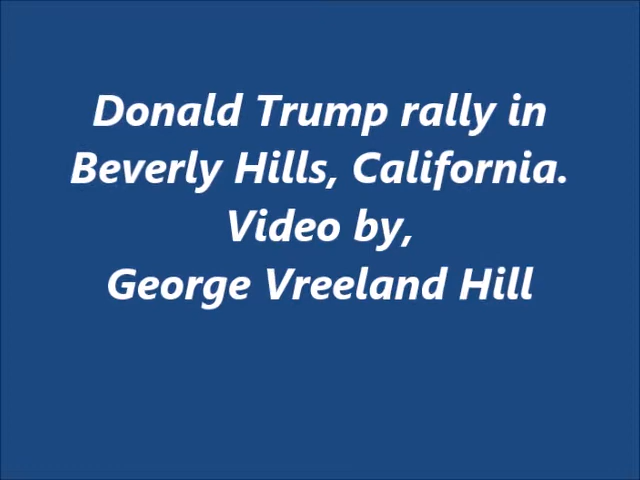 Donald Trump rally in
Beverly Hills, California.
Video by,
George Vreeland Hill